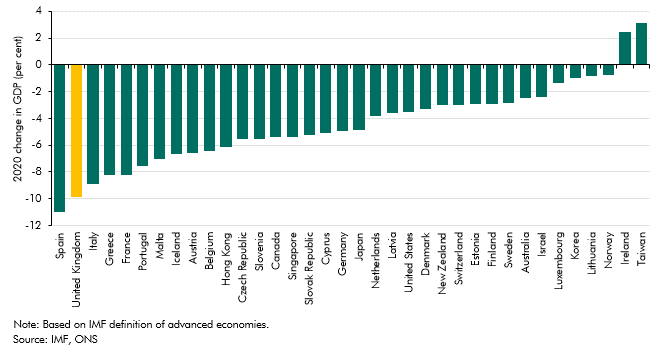 2020 change in GDP (per cent)
4
2
0
-2
-4
-6
-8
-10
-12
Spain
United Kingdom
Italy
Greece
France
Portugal
Malta
Iceland
Austria
Belgium
Hong Kong
Czech Republic
Slovenia
Canada
Singapore
Slovak Republic
Cyprus
Germany
Japan
Netherlands
Latvia
United States
Denmark
New Zealand
Switzerland
Estonia
Finland
Sweden
Australia
Israel
Luxembourg
Korea
Lithuania
Norway
Ireland
Taiwan
Note: Based on IMF definition of advanced economies.
Source: IMF, ONS